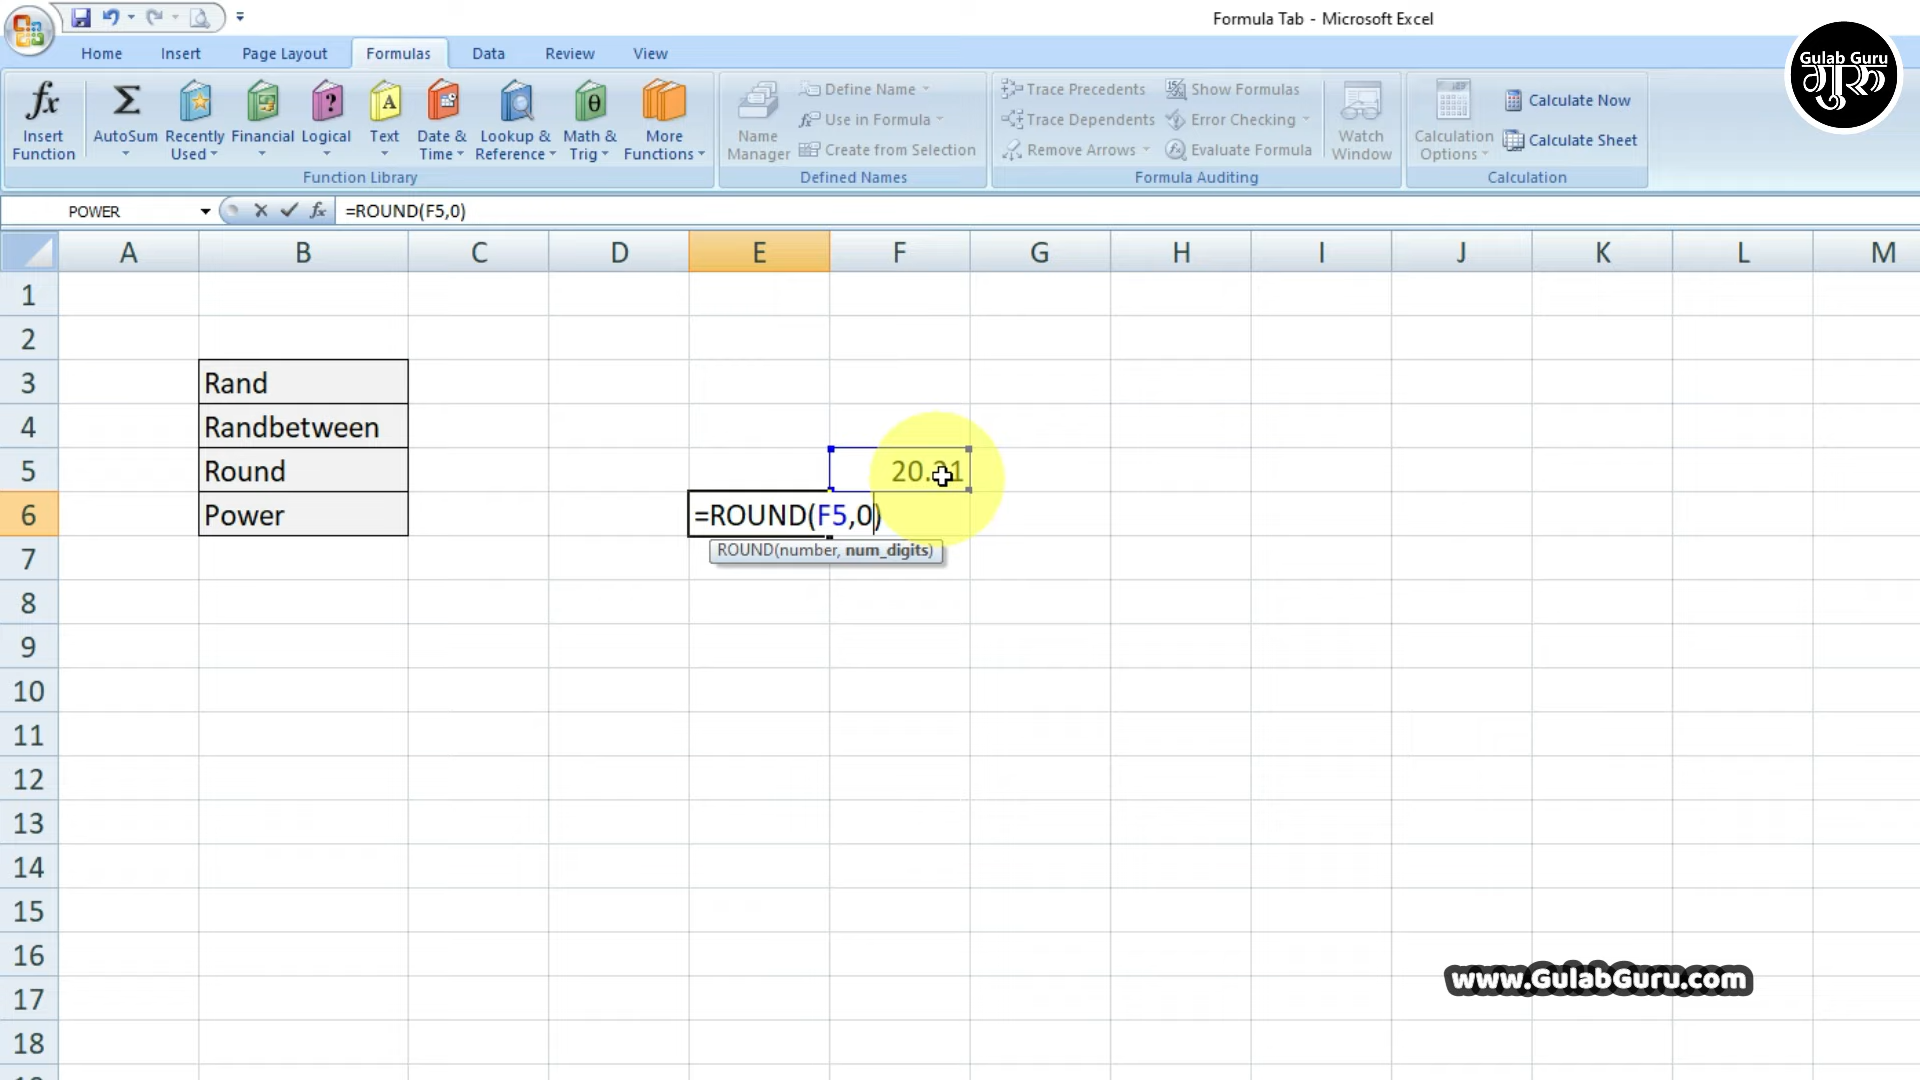 Formula Tab - Microsoft Excel
Home Insert Page Layout Formulas Data Review View
Gulab Guru
गुरु
fx Σ A ? θ
Insert Function
AutoSum
Recently Used
Financial
Logical
Text
Date & Time
Lookup & Reference
Math & Trig
More Functions
Function Library
Name Manager
Define Name
Use in Formula
Create from Selection
Defined Names
Trace Precedents
Trace Dependents
Remove Arrows
Show Formulas
Error Checking
Evaluate Formula
Watch Window
Formula Auditing
Calculation Options
Calculate Now
Calculate Sheet
Calculation
POWER fx =ROUND(F5,0)
A B C D E F G H I J K L M
1
2
3 Rand
4 Randbetween
5 Round
6 Power =ROUND(F5,0)
ROUND(number, num_digits)
7
8
9
10
11
12
13
14
15
16
www.GulabGuru.com
17
18